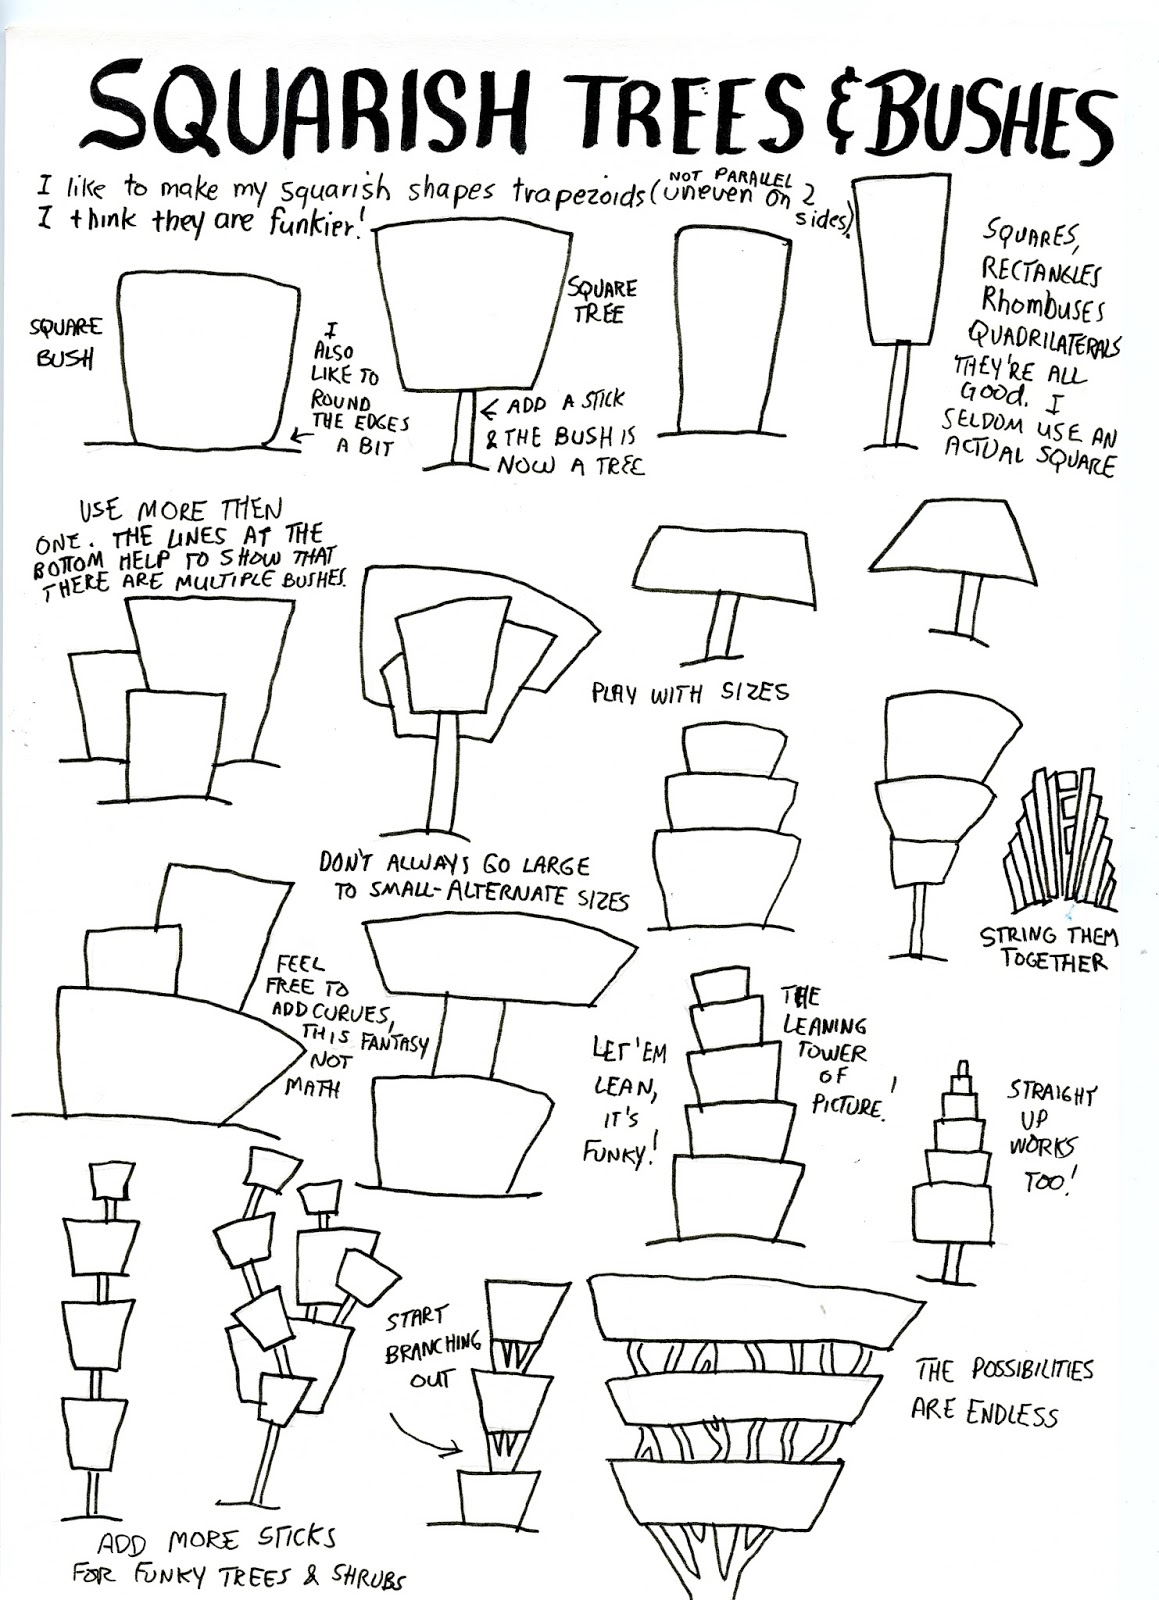 SQUARISH TREES & BUSHES
I like to make my squarish shapes trapezoids (NOT PARALLEL uneven on 2 sides)
I think they are funkier!
SQUARE
BUSH
I
ALSO
LIKE TO
ROUND
THE EDGES
A BIT
SQUARE
TREE
ADD A STICK
& THE BUSH IS
NOW A TREE
SQUARES,
RECTANGLES
RhombUSES
QUADRILATERALS
THEY'RE ALL
GOOD. I
SELDOM USE AN
ACTUAL SQUARE
USE MORE THEN
ONE. THE LINES AT THE
BOTTOM HELP TO SHOW THAT
THERE ARE MULTIPLE BUSHES.
PLAY WITH SIZES
DON'T ALWAYS GO LARGE
TO SMALL-ALTERNATE SIZES
STRING THEM
TOGETHER
FEEL
FREE TO
ADD CURVES,
THIS FANTASY
NOT
MATH
LET 'EM
LEAN,
IT'S
FUNKY!
THE
LEANING
TOWER
OF
PICTURE!
STRAIGHT
UP
WORKS
TOO!
START
BRANCHING
OUT
THE POSSIBILITIES
ARE ENDLESS
ADD MORE STICKS
FOR FUNKY TREES & SHRUBS